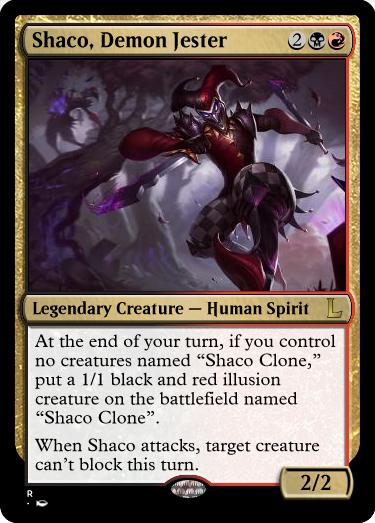 Shaco, Demon Jester 2
Legendary Creature — Human Spirit L
At the end of your turn, if you control
no creatures named “Shaco Clone,”
put a 1/1 black and red illusion
creature on the battlefield named
“Shaco Clone”.
When Shaco attacks, target creature
can’t block this turn.
2/2
R